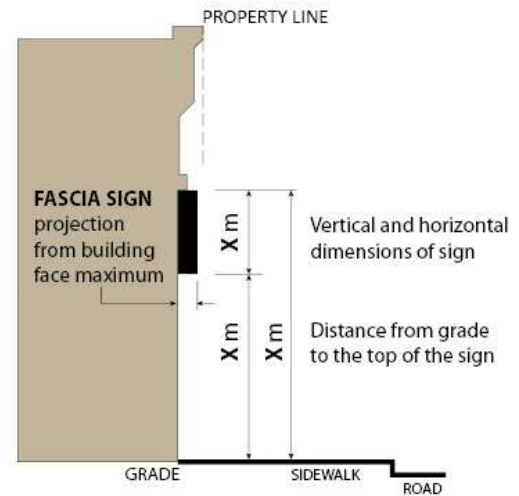 PROPERTY LINE
FASCIA SIGN
projection
from building
face maximum
X m
Vertical and horizontal
dimensions of sign
X m
X m
Distance from grade
to the top of the sign
GRADE
SIDEWALK
ROAD